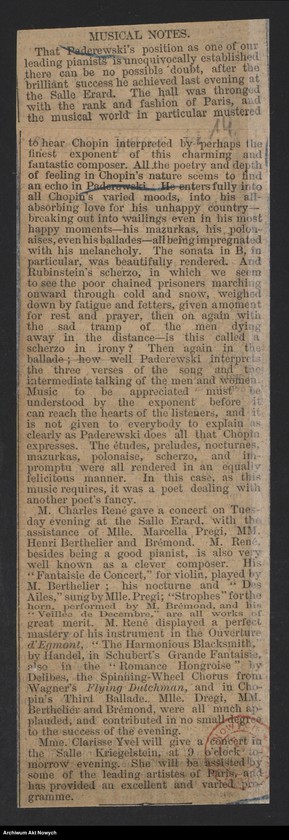 MUSICAL NOTES.
That Paderewski's position as one of our
leading pianists is unequivocally established
there can be no possible doubt, after the
brilliant success he achieved last evening at
the Salle Erard. The hall was thronged
with the rank and fashion of Paris, and
the musical world in particular mustered
14
to hear Chopin interpreted by perhaps the
finest exponent of this charming and
fantastic composer. All the poetry and depth
of feeling in Chopin's nature seems to find
an echo in Paderewski. He enters fully into
all Chopin's varied moods, into his all-
absorbing love for his unhappy country—
breaking out into wailings even in his most
happy moments—his mazurkas, his polon-
aises, even his ballades—all being impregnated
with his melancholy. The sonata in B, in
particular, was beautifully rendered. And
Rubinstein's scherzo, in which we seem
to see the poor chained prisoners marching
onward through cold and snow, weighed
down by fatigue and fetters, given a moment
for rest and prayer, then on again with
the sad tramp of the men dying
away in the distance—is this called a
scherzo in irony? Then again in the
ballade; how well Paderewski interprets
the three verses of the song and the
intermediate talking of the men and women.
Music to be appreciated must be
understood by the exponent before it
can reach the hearts of the listeners, and it
is not given to everybody to explain as
clearly as Paderewski does all that Chopin
expresses. The études, preludes, nocturnes,
mazurkas, polonaise, scherzo, and im-
promptu were all rendered in an equally
felicitous manner. In this case, as this
music requires, it was a poet dealing with
another poet's fancy.
M. Charles René gave a concert on Tues-
day evening at the Salle Erard, with the
assistance of Mlle. Marcella Pregi, MM.
Henri Berthelier and Brémond. M. René,
besides being a good pianist, is also very
well known as a clever composer. His
"Fantaisie de Concert," for violin, played by
M. Berthelier; his nocturne and "Des
Ailes," sung by Mlle. Pregi; "Strophes" for the
horn, performed by M. Brémond, and his
"Veillée de Decembre," are all works of
great merit. M. René displayed a perfect
mastery of his instrument in the Ouverture
d'Egmont, "The Harmonious Blacksmith,"
by Handel, in Schubert's Grande Fantaisie,
also in the "Romance Hongroise" by
Delibes, the Spinning-Wheel Chorus from
Wagner's Flying Dutchman, and in Cho-
pin's Third Ballade. Mlle. Dregi, MM.
Berthelier and Brémond, were all much ap-
plauded, and contributed in no small degree
to the success of the evening.
Mme. Clarisse Yvel will give a concert in
the Salle Kriegelstein, at 9 o'clock to-
morrow evening. She will be assisted by
some of the leading artistes of Paris, and
has provided an excellent and varied pro-
gramme.
Archiwum Akt Nowych